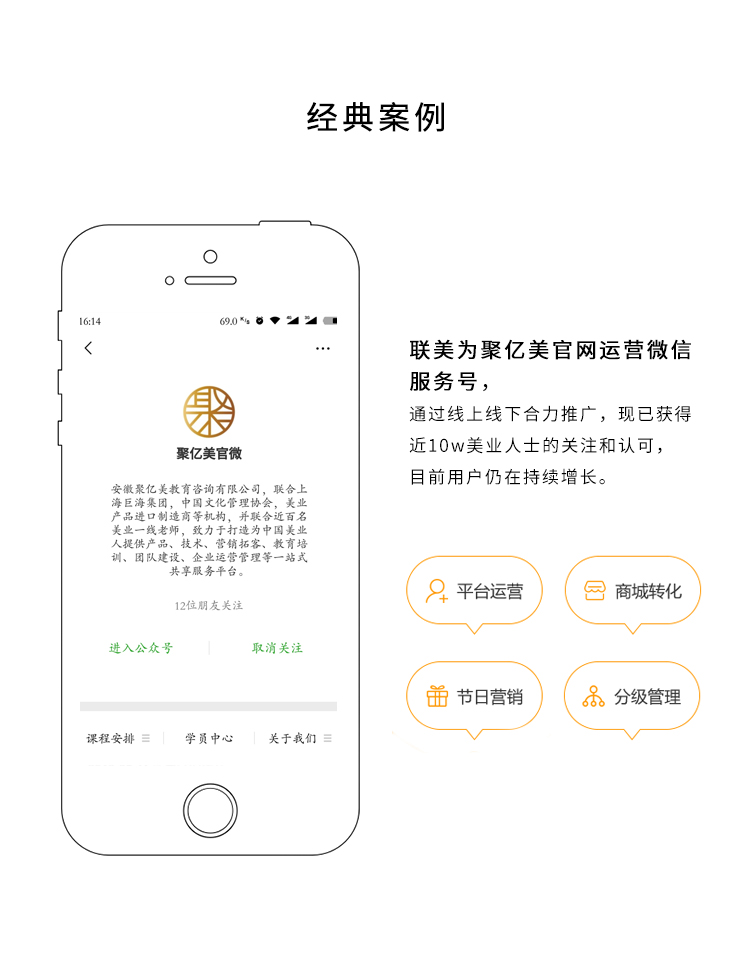 经典案例
16:14
69.0 K/s 4G 3G
聚
聚亿美官微
安徽聚亿美教育咨询有限公司，联合上
海巨海集团，中国文化管理协会，美业
产品进口制造商等机构，并联合近百名
美业一线老师，致力于打造为中国美业
人提供产品、技术、营销拓客、教育培
训、团队建设、企业运营管理等一站式
共享服务平台。
12位朋友关注
进入公众号 取消关注
课程安排 学员中心 关于我们
联美为聚亿美官网运营微信
服务号，
通过线上线下合力推广，现已获得
近10w美业人士的关注和认可，
目前用户仍在持续增长。
平台运营 商城转化
节日营销 分级管理